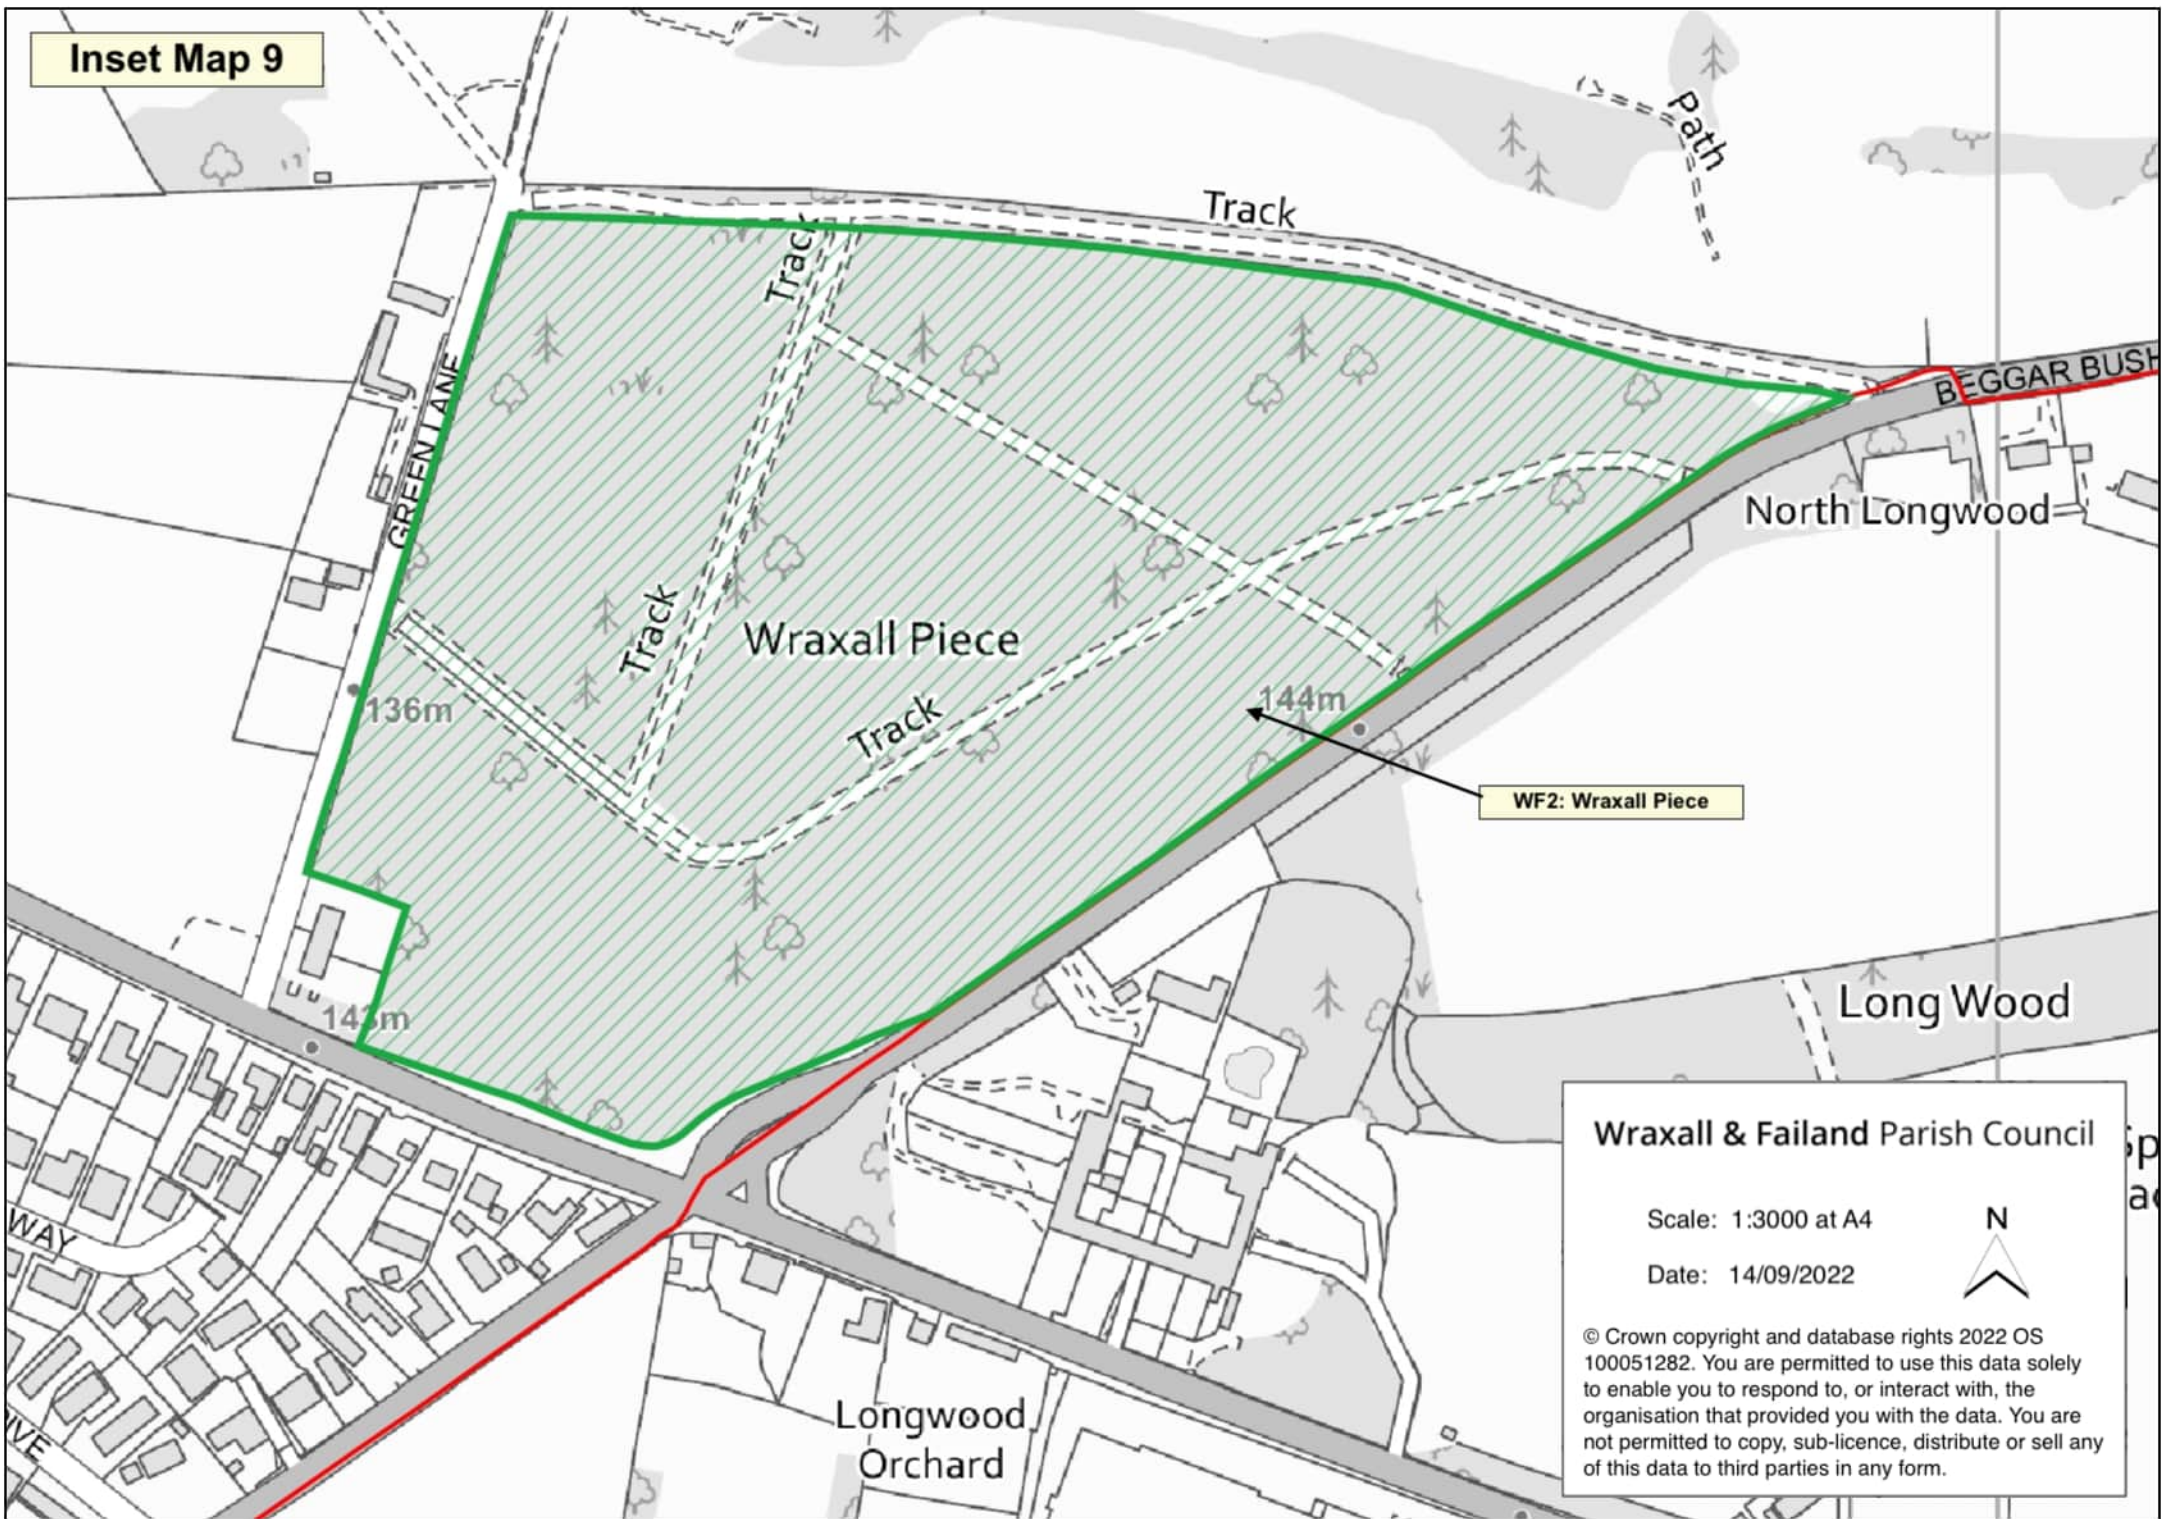 Inset Map 9
Path
Track
Track
BEGGAR BUSH
GREEN LANE
North Longwood
Track
Wraxall Piece
136m
Track
144m
WF2: Wraxall Piece
143m
Long Wood
WAY
Longwood
Orchard
Wraxall & Failand Parish Council
Scale: 1:3000 at A4
N
Date: 14/09/2022
© Crown copyright and database rights 2022 OS
100051282. You are permitted to use this data solely
to enable you to respond to, or interact with, the
organisation that provided you with the data. You are
not permitted to copy, sub-licence, distribute or sell any
of this data to third parties in any form.